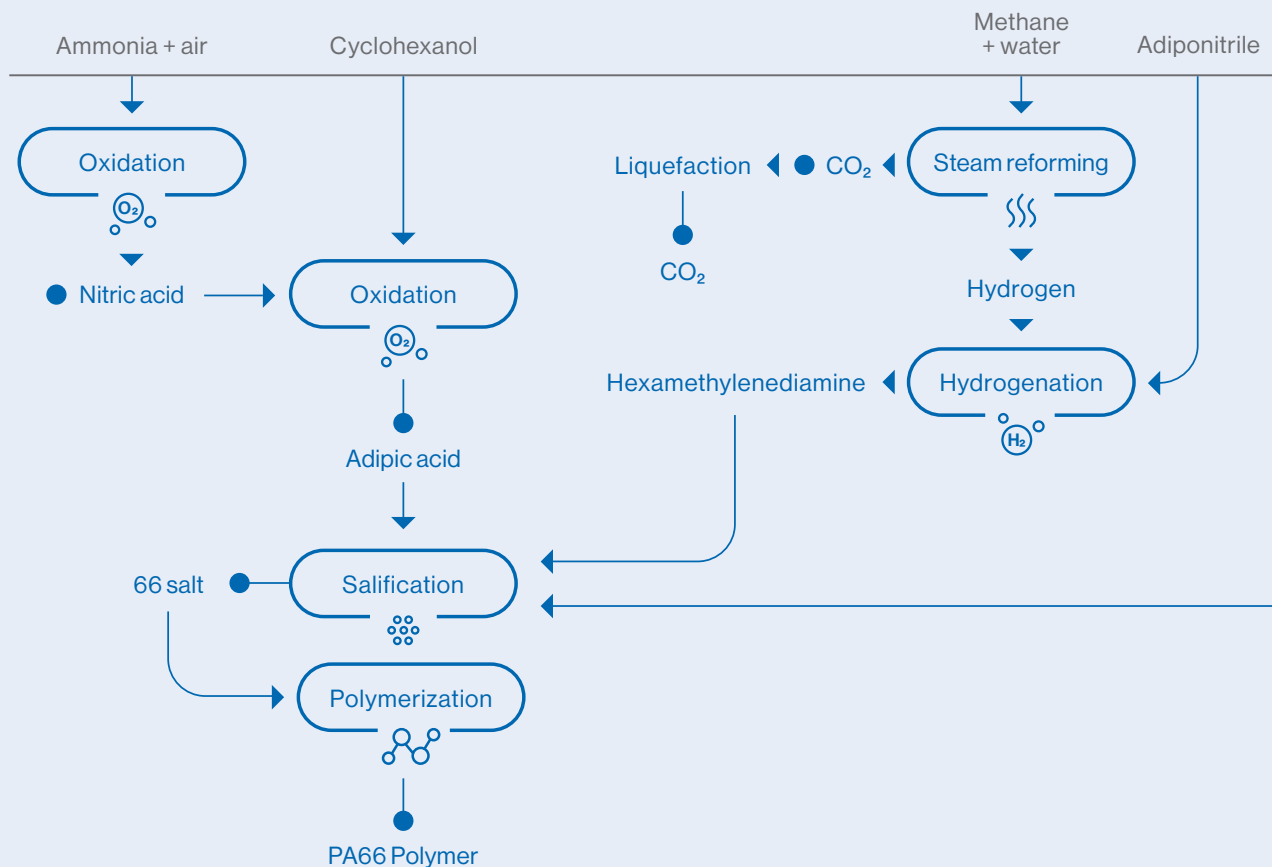 Ammonia + air
Cyclohexanol
Methane
+ water
Adiponitrile
Oxidation
O₂
Nitric acid
Oxidation
O₂
Adipic acid
Steam reforming
CO₂
Liquefaction
CO₂
Hydrogen
Hydrogenation
H₂
Hexamethylenediamine
Salification
66 salt
Polymerization
PA66 Polymer